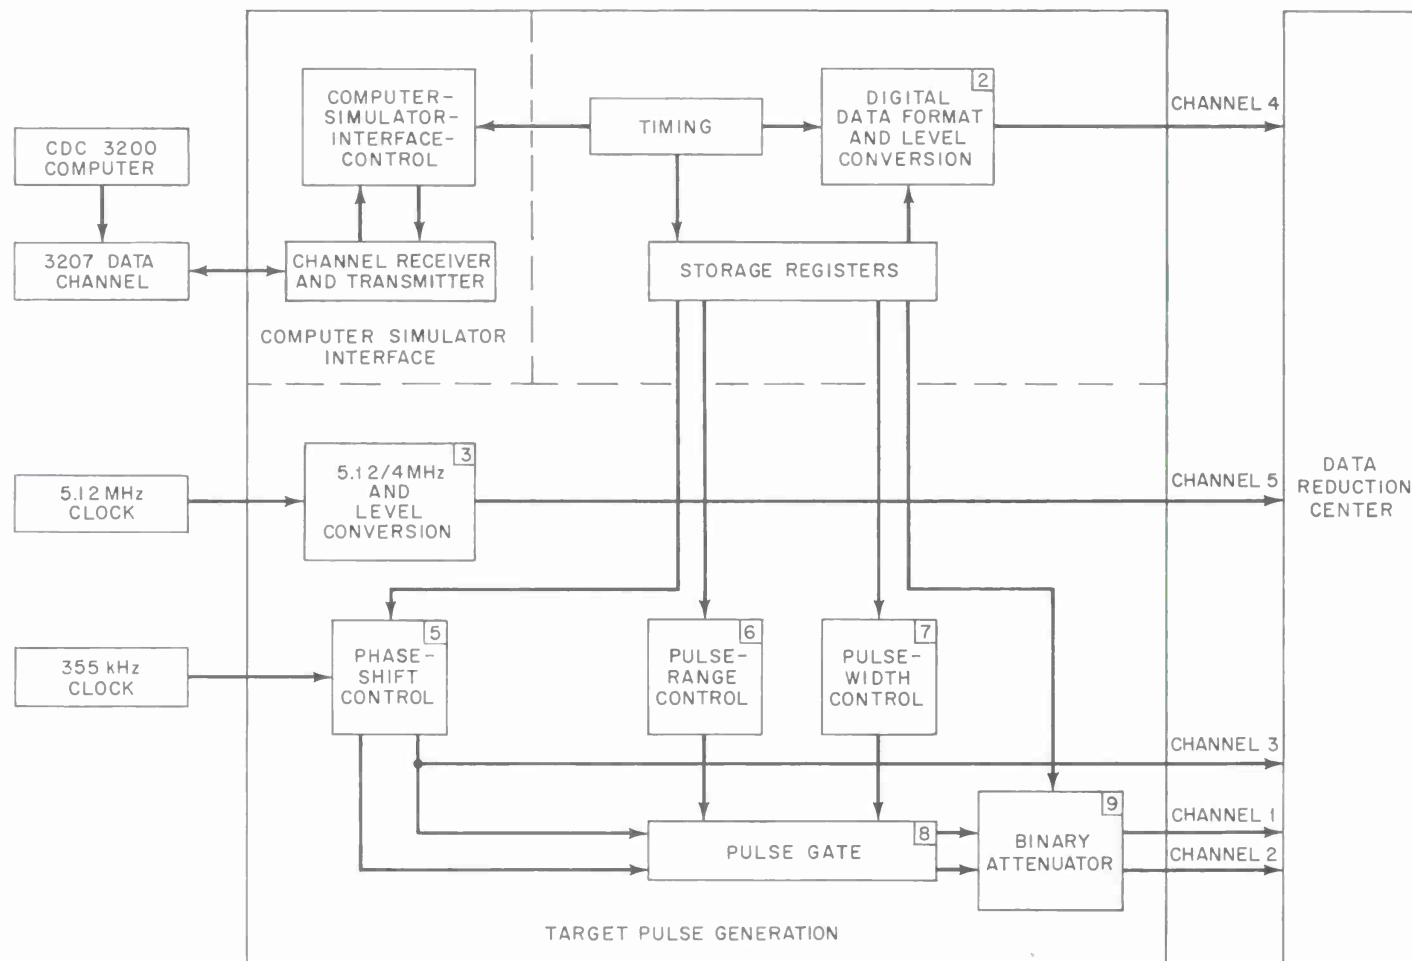 CDC 3200
COMPUTER
3207 DATA
CHANNEL
COMPUTER-
SIMULATOR-
INTERFACE-
CONTROL
CHANNEL RECEIVER
AND TRANSMITTER
COMPUTER SIMULATOR
INTERFACE
TIMING
2
DIGITAL
DATA FORMAT
AND LEVEL
CONVERSION
STORAGE REGISTERS
CHANNEL 4
5.12 MHz
CLOCK
3
5.12/4 MHz
AND
LEVEL
CONVERSION
CHANNEL 5
DATA
REDUCTION
CENTER
355 kHz
CLOCK
5
PHASE-
SHIFT
CONTROL
6
PULSE-
RANGE
CONTROL
7
PULSE-
WIDTH
CONTROL
CHANNEL 3
8
PULSE GATE
9
BINARY
ATTENUATOR
CHANNEL 1
CHANNEL 2
TARGET PULSE GENERATION